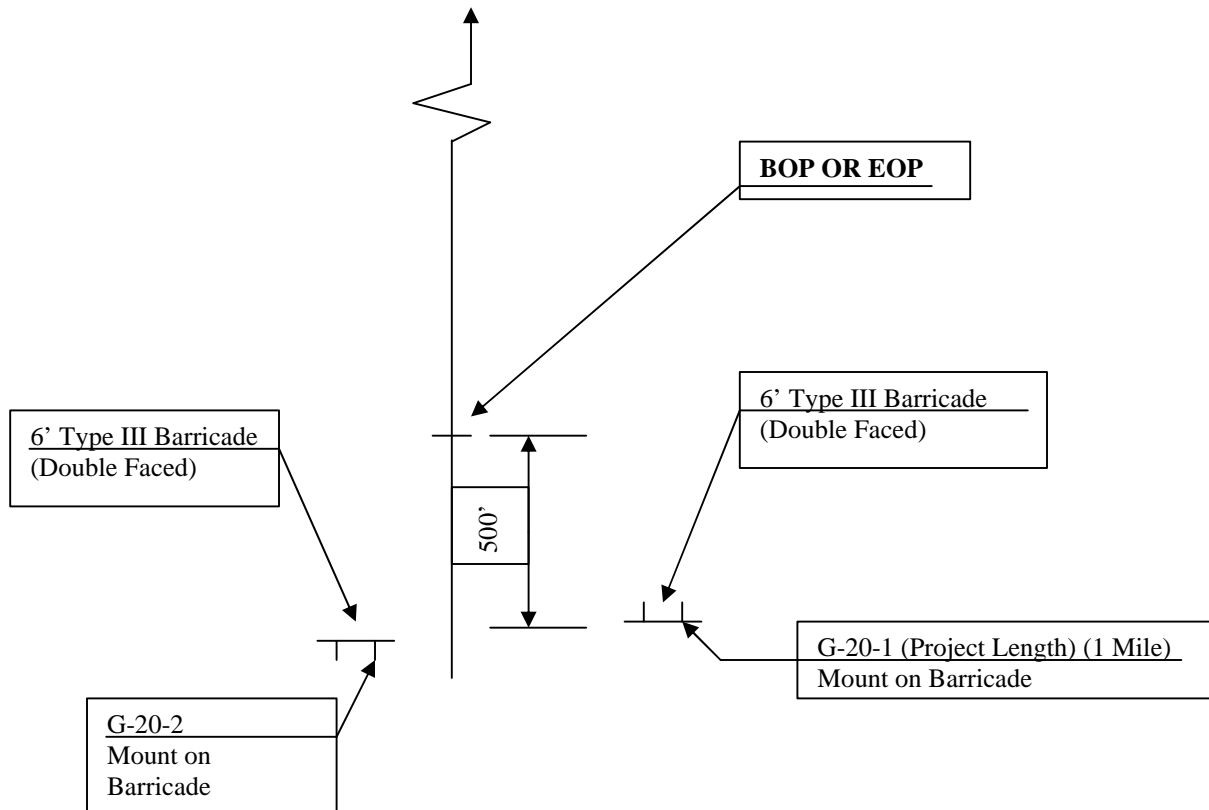 BOP OR EOP
6’ Type III Barricade
(Double Faced)
6’ Type III Barricade
(Double Faced)
500’
G-20-1 (Project Length) (1 Mile)
Mount on Barricade
G-20-2
Mount on
Barricade